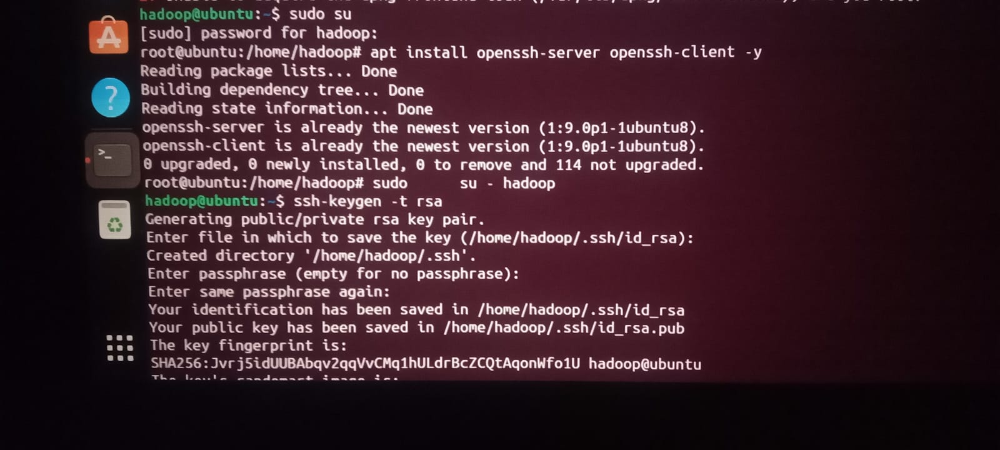 hadoop@ubuntu:~$ sudo su
[sudo] password for hadoop:
root@ubuntu:/home/hadoop# apt install openssh-server openssh-client -y
Reading package lists... Done
Building dependency tree... Done
Reading state information... Done
openssh-server is already the newest version (1:9.0p1-1ubuntu8).
openssh-client is already the newest version (1:9.0p1-1ubuntu8).
0 upgraded, 0 newly installed, 0 to remove and 114 not upgraded.
root@ubuntu:/home/hadoop# sudo      su - hadoop
hadoop@ubuntu:~$ ssh-keygen -t rsa
Generating public/private rsa key pair.
Enter file in which to save the key (/home/hadoop/.ssh/id_rsa):
Created directory '/home/hadoop/.ssh'.
Enter passphrase (empty for no passphrase):
Enter same passphrase again:
Your identification has been saved in /home/hadoop/.ssh/id_rsa
Your public key has been saved in /home/hadoop/.ssh/id_rsa.pub
The key fingerprint is:
SHA256:Jvrj5idUUBAbqv2qqVvCMq1hULdrBcZCQtAqonWfo1U hadoop@ubuntu
The key's randomart image is: